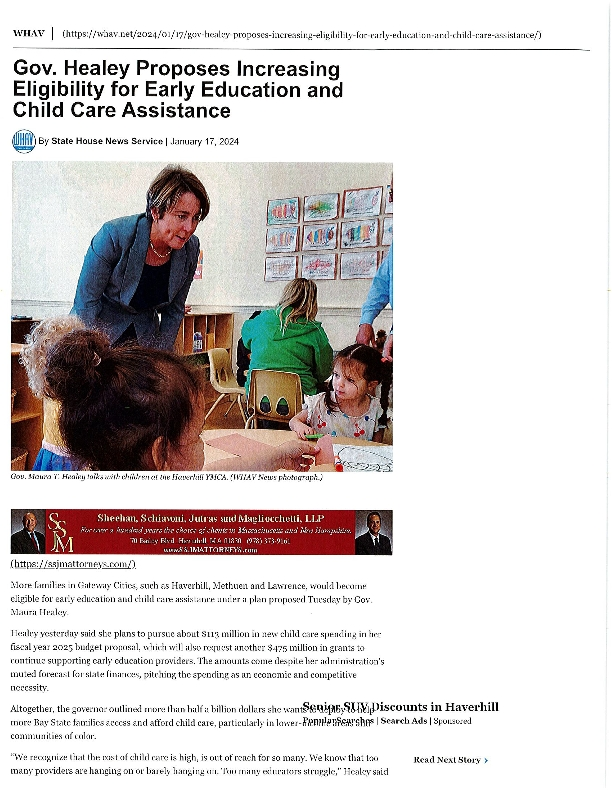 WHAV | (https://whav.net/2024/01/17/gov-healey-proposes-increasing-eligibility-for-early-education-and-child-care-assistance/)
Gov. Healey Proposes Increasing
Eligibility for Early Education and
Child Care Assistance
WHAV
By State House News Service | January 17, 2024
Gov. Maura T. Healey talks with children at the Haverhill YMCA. (WHAV News photograph.)
SSJM
Sheehan, Schiavoni, Jutras and Magliocchetti, LLP
For over a hundred years the choice of clients in Massachusetts and New Hampshire.
70 Bailey Blvd. Haverhill, MA 01830 (978) 373-9161
www.SSJMATTORNEYS.com
(https://ssjmattorneys.com/)
More families in Gateway Cities, such as Haverhill, Methuen and Lawrence, would become
eligible for early education and child care assistance under a plan proposed Tuesday by Gov.
Maura Healey.
Healey yesterday said she plans to pursue about $113 million in new child care spending in her
fiscal year 2025 budget proposal, which will also request another $475 million in grants to
continue supporting early education providers. The amounts come despite her administration's
muted forecast for state finances, pitching the spending as an economic and competitive
necessity.
Altogether, the governor outlined more than half a billion dollars she wants to deploy to help
Senior SUV Discounts in Haverhill
more Bay State families access and afford child care, particularly in lower-income areas and
PopularSearches | Search Ads | Sponsored
communities of color.
"We recognize that the cost of child care is high, is out of reach for so many. We know that too
Read Next Story >
many providers are hanging on or barely hanging on. Too many educators struggle," Healey said